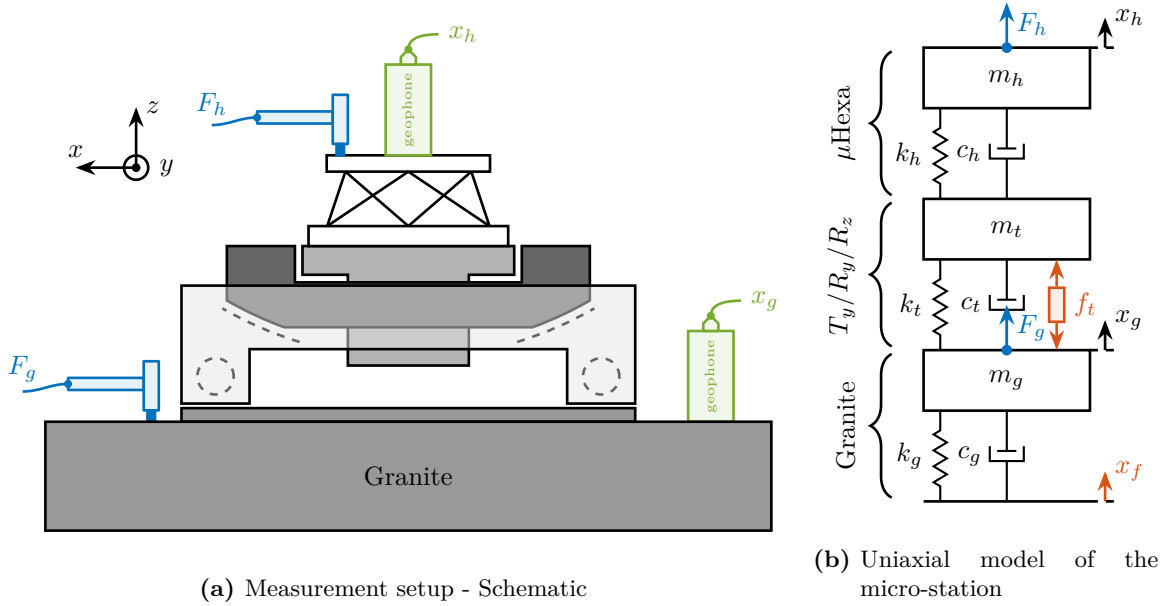 x_h
F_h
geophone
z
x
y
x_g
F_g
geophone
Granite
(a) Measurement setup - Schematic
F_h
x_h
m_h
μHexa
k_h
c_h
m_t
T_y/R_y/R_z
k_t
c_t
F_g
f_t
x_g
m_g
Granite
k_g
c_g
x_f
(b) Uniaxial model of the
micro-station